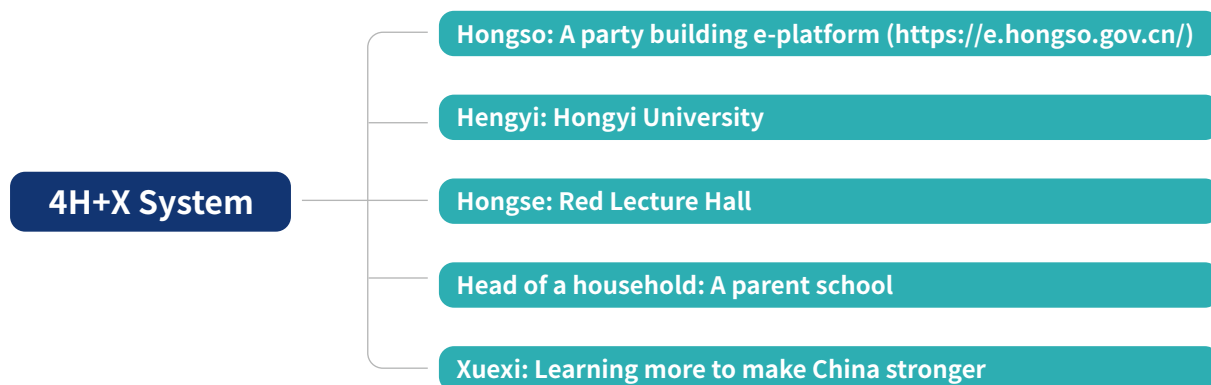 4H+X System
Hongso: A party building e-platform (https://e.hongso.gov.cn/)
Hengyi: Hongyi University
Hongse: Red Lecture Hall
Head of a household: A parent school
Xuexi: Learning more to make China stronger